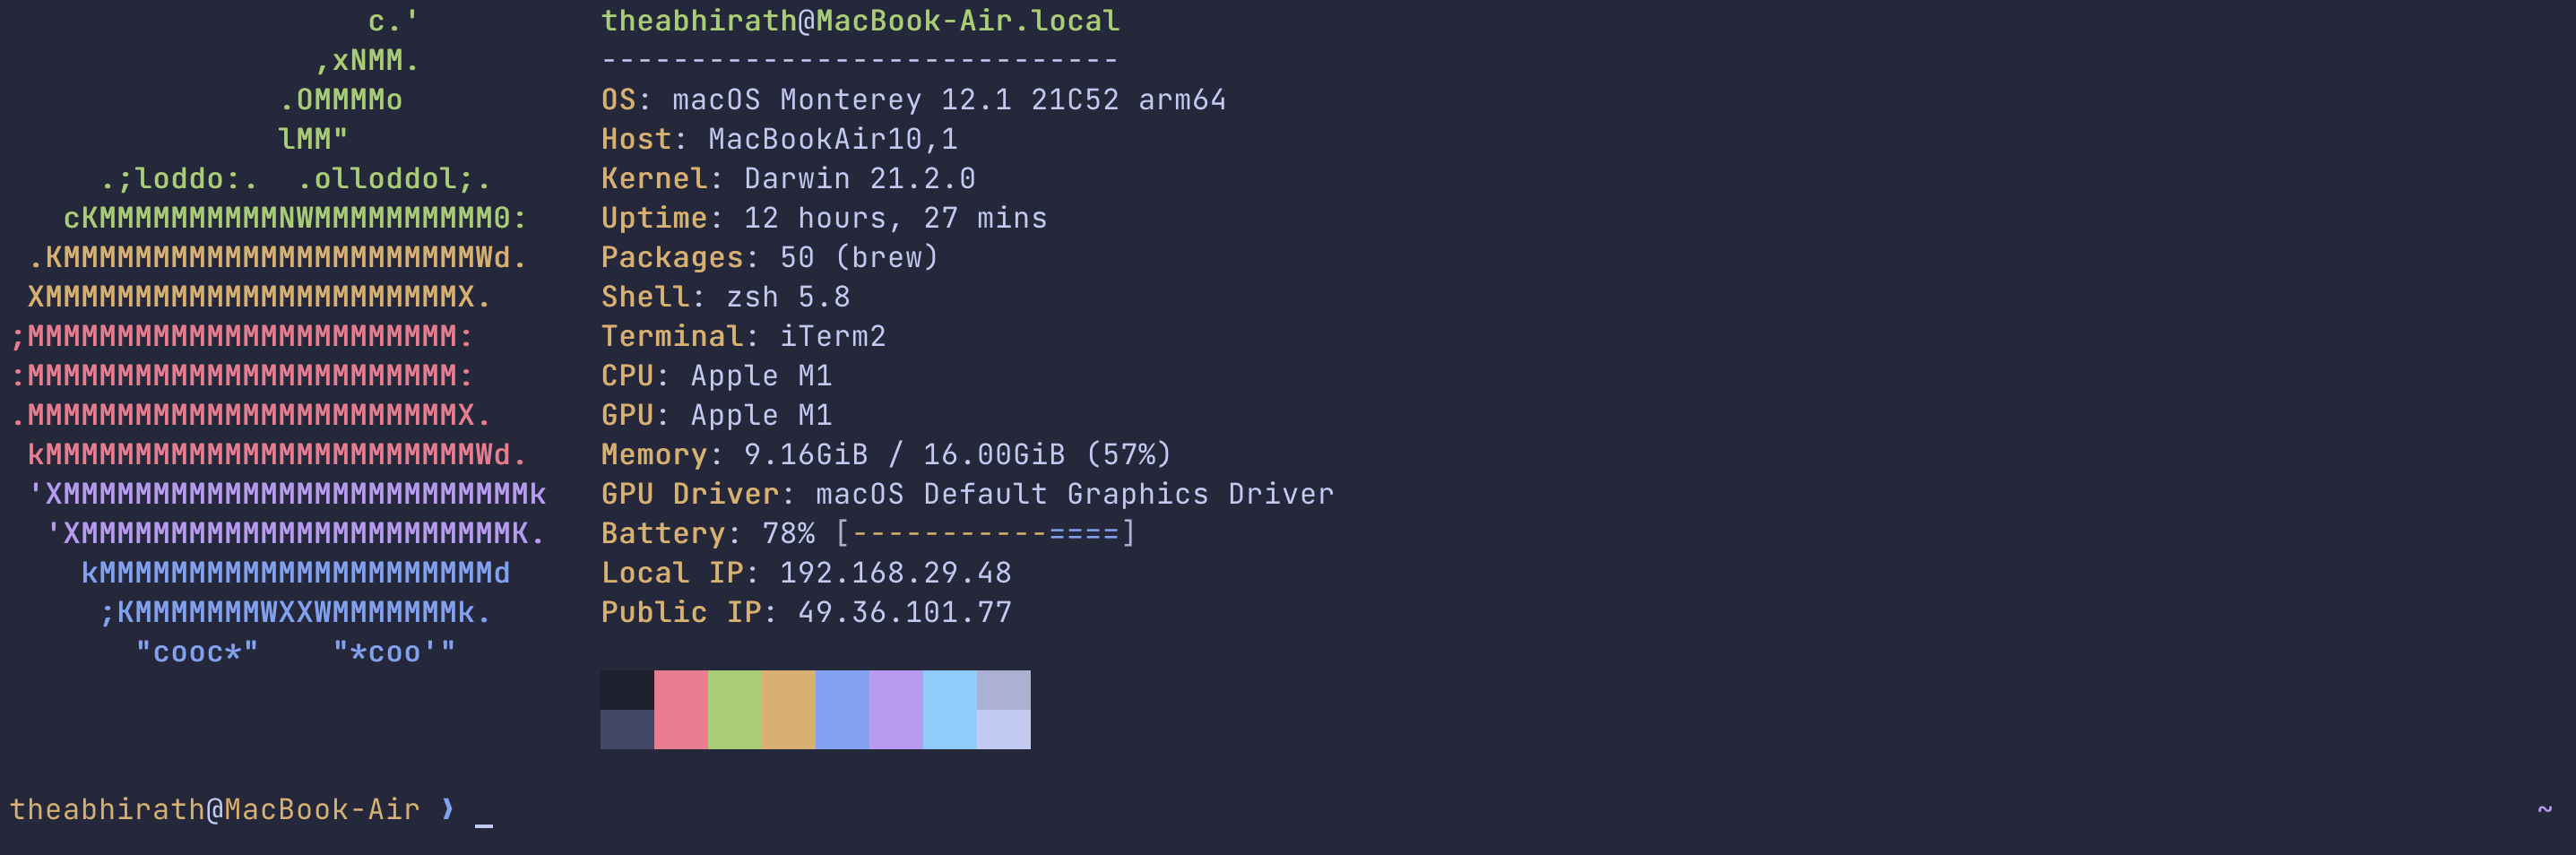 c.'          theabhirath@MacBook-Air.local
                 ,xNMM.          -----------------------------
               .OMMMMo           OS: macOS Monterey 12.1 21C52 arm64
               lMM"              Host: MacBookAir10,1
     .;loddo:.  .olloddol;.      Kernel: Darwin 21.2.0
   cKMMMMMMMMMMNWMMMMMMMMMM0:    Uptime: 12 hours, 27 mins
 .KMMMMMMMMMMMMMMMMMMMMMMMWd.    Packages: 50 (brew)
 XMMMMMMMMMMMMMMMMMMMMMMMX.      Shell: zsh 5.8
;MMMMMMMMMMMMMMMMMMMMMMMM:       Terminal: iTerm2
:MMMMMMMMMMMMMMMMMMMMMMMM:       CPU: Apple M1
.MMMMMMMMMMMMMMMMMMMMMMMMX.      GPU: Apple M1
 kMMMMMMMMMMMMMMMMMMMMMMMMWd.    Memory: 9.16GiB / 16.00GiB (57%)
 'XMMMMMMMMMMMMMMMMMMMMMMMMMMk   GPU Driver: macOS Default Graphics Driver
  'XMMMMMMMMMMMMMMMMMMMMMMMMK.   Battery: 78% [-----------====]
    kMMMMMMMMMMMMMMMMMMMMMMd     Local IP: 192.168.29.48
     ;KMMMMMMMWXXWMMMMMMMk.      Public IP: 49.36.101.77
       "cooc*"    "*coo'"
theabhirath@MacBook-Air ❯ _ ~